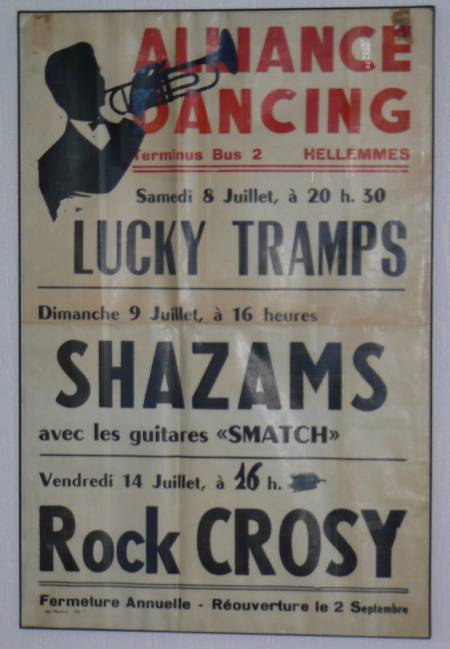 ALLIANCE
DANCING
Terminus Bus 2 HELLEMMES
Samedi 8 Juillet, à 20 h. 30
LUCKY TRAMPS
Dimanche 9 Juillet, à 16 heures
SHAZAMS
avec les guitares «SMATCH»
Vendredi 14 Juillet, à 16 h.
Rock CROSY
Fermeture Annuelle - Réouverture le 2 Septembre